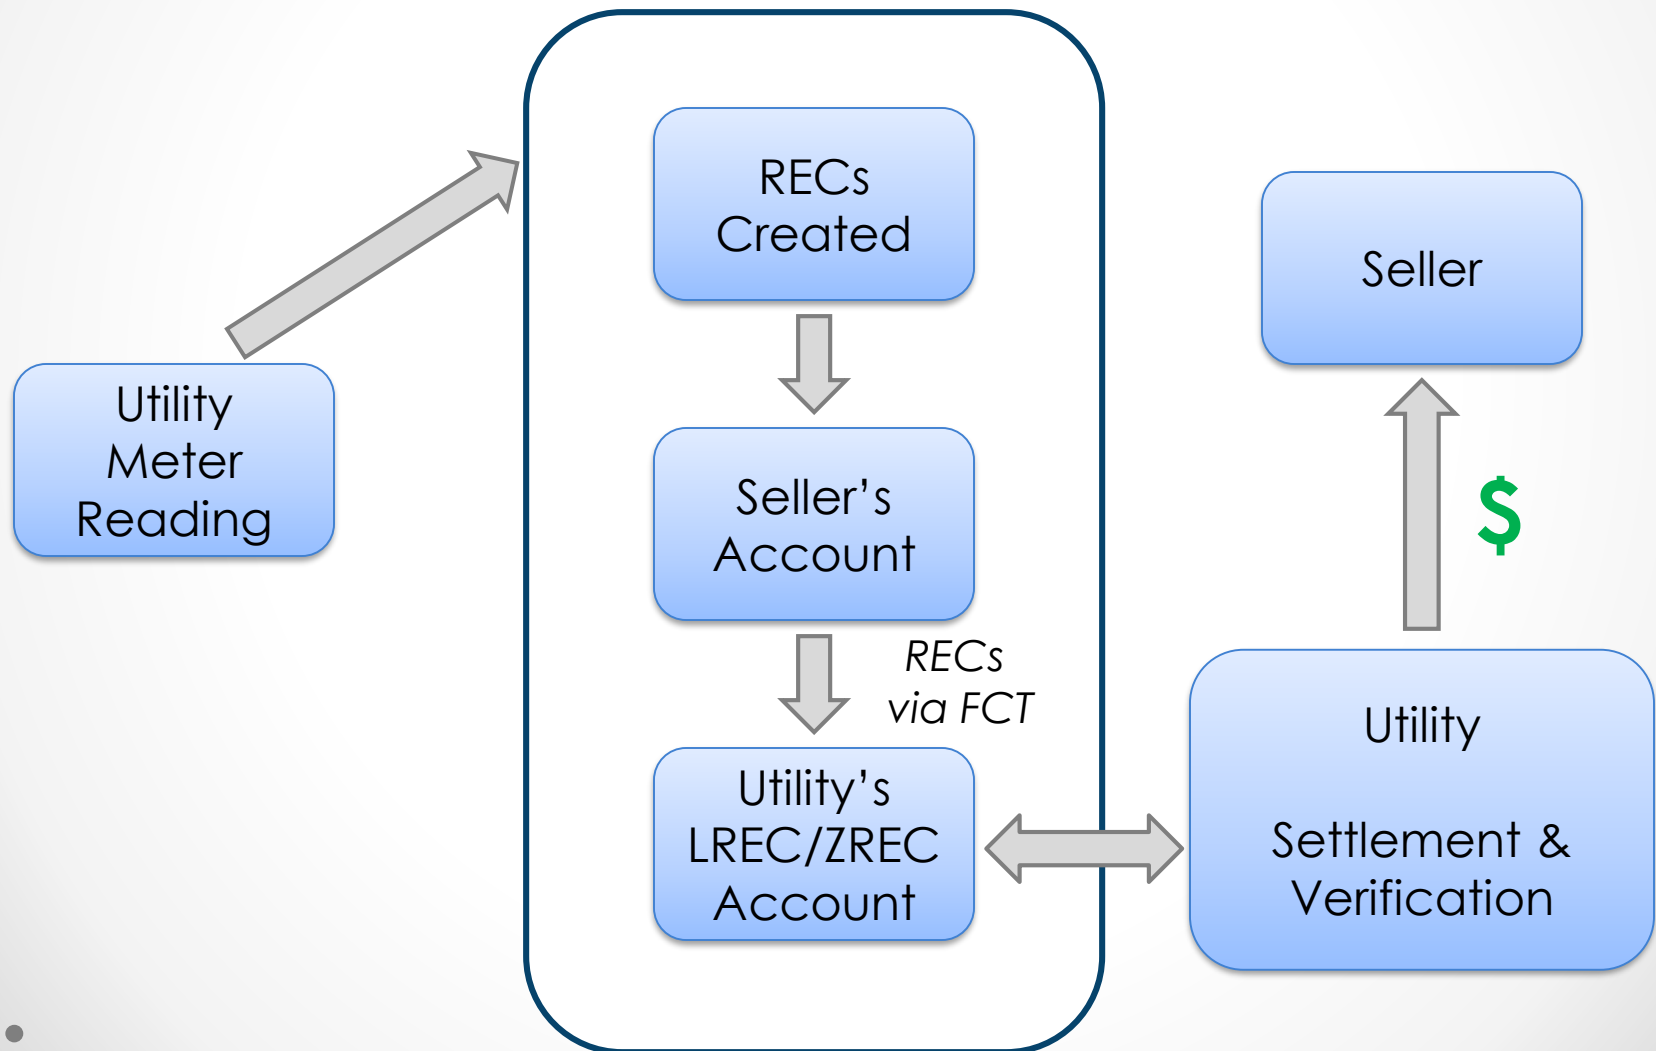 Utility
Meter
Reading
RECs
Created
Seller’s
Account
RECs
via FCT
Utility’s
LREC/ZREC
Account
Seller
$
Utility
Settlement &
Verification